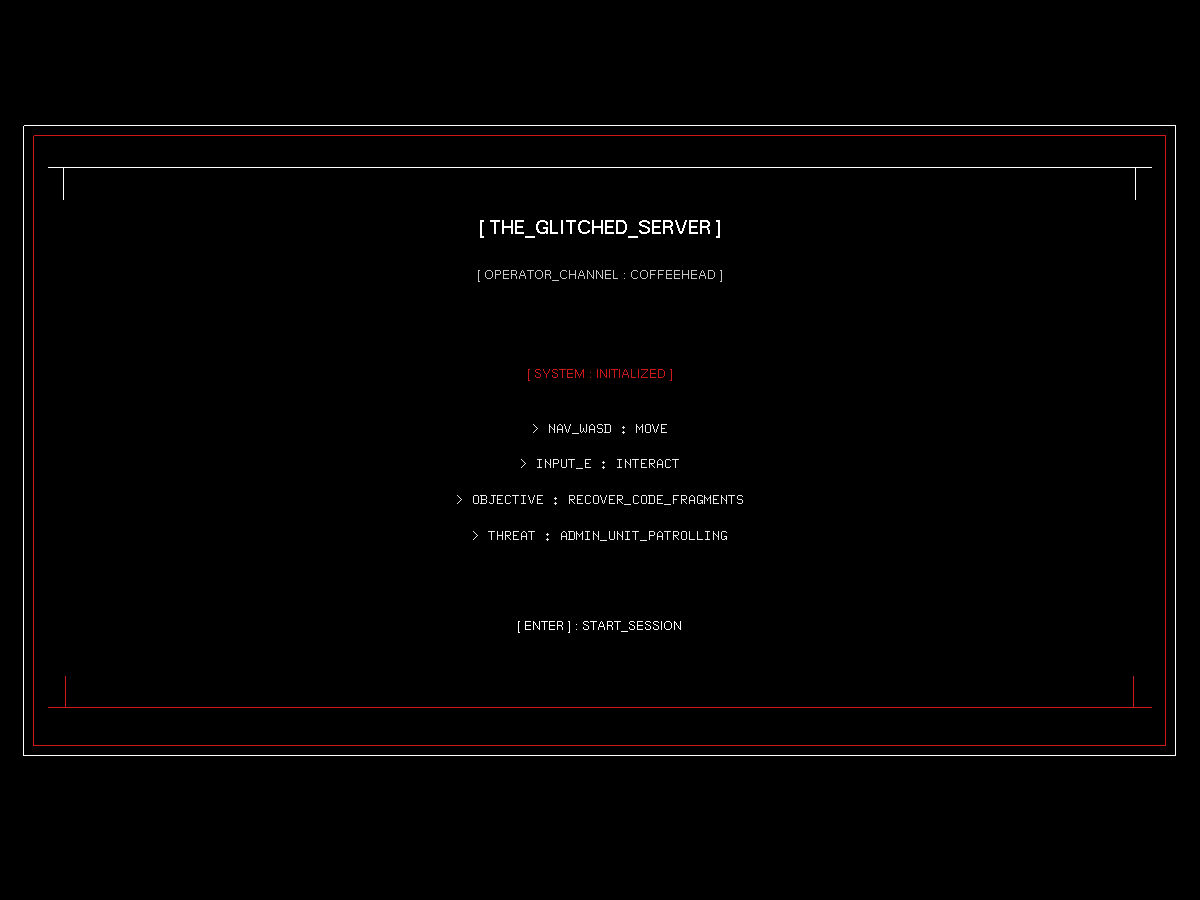 [ THE_GLITCHED_SERVER ]
[ OPERATOR_CHANNEL : COFFEEHEAD ]
[ SYSTEM : INITIALIZED ]
> NAV_WASD : MOVE
> INPUT_E : INTERACT
> OBJECTIVE : RECOVER_CODE_FRAGMENTS
> THREAT : ADMIN_UNIT_PATROLLING
[ ENTER ] : START_SESSION